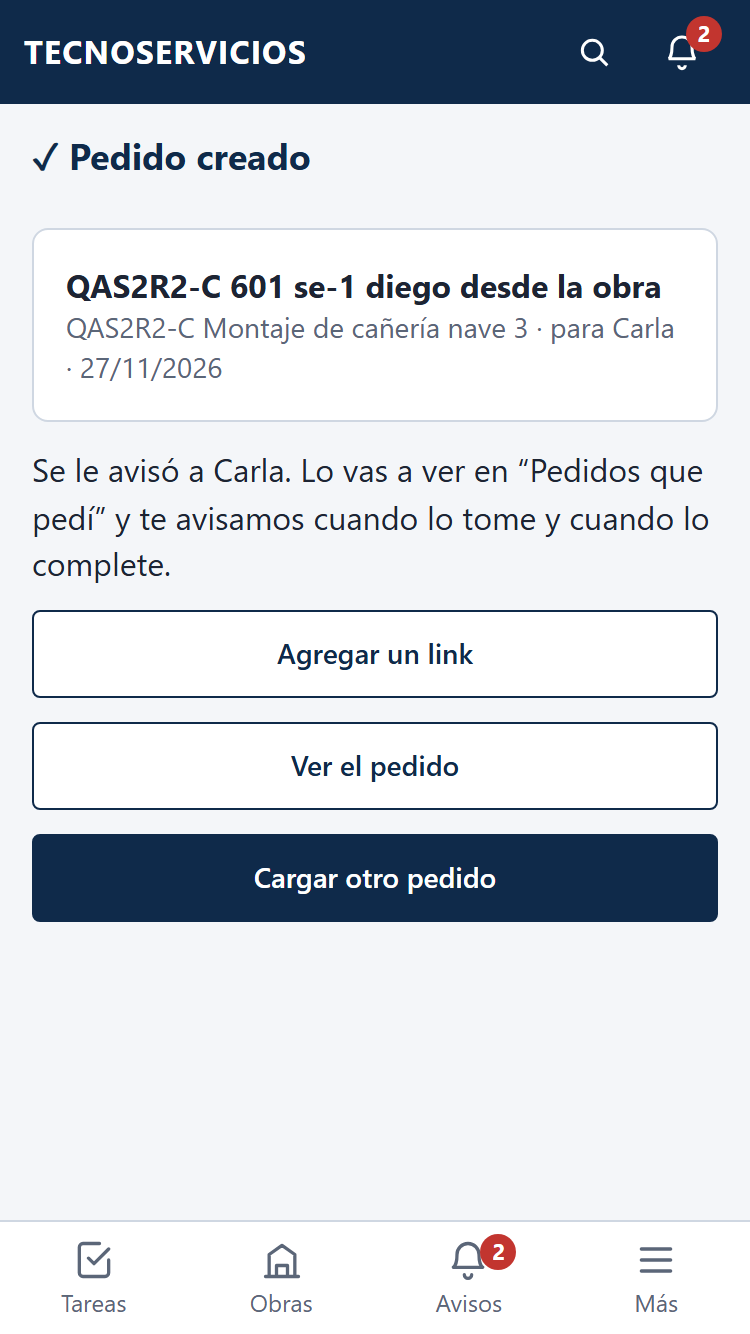 TECNOSERVICIOS
2
✓ Pedido creado
QAS2R2-C 601 se-1 diego desde la obra
QAS2R2-C Montaje de cañería nave 3 · para Carla
· 27/11/2026
Se le avisó a Carla. Lo vas a ver en “Pedidos que
pedí” y te avisamos cuando lo tome y cuando lo
complete.
Agregar un link
Ver el pedido
Cargar otro pedido
2
Tareas
Obras
Avisos
Más